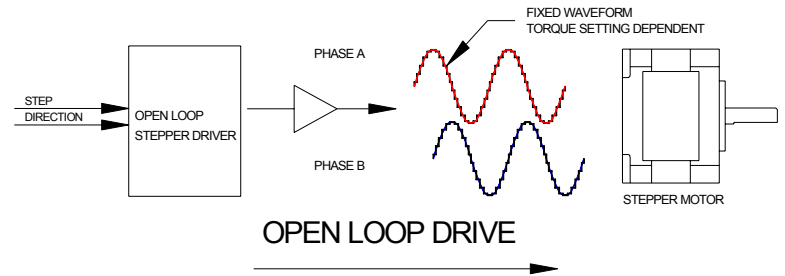 FIXED WAVEFORM
TORQUE SETTING DEPENDENT
PHASE A
STEP
DIRECTION
OPEN LOOP
STEPPER DRIVER
PHASE B
STEPPER MOTOR
OPEN LOOP DRIVE